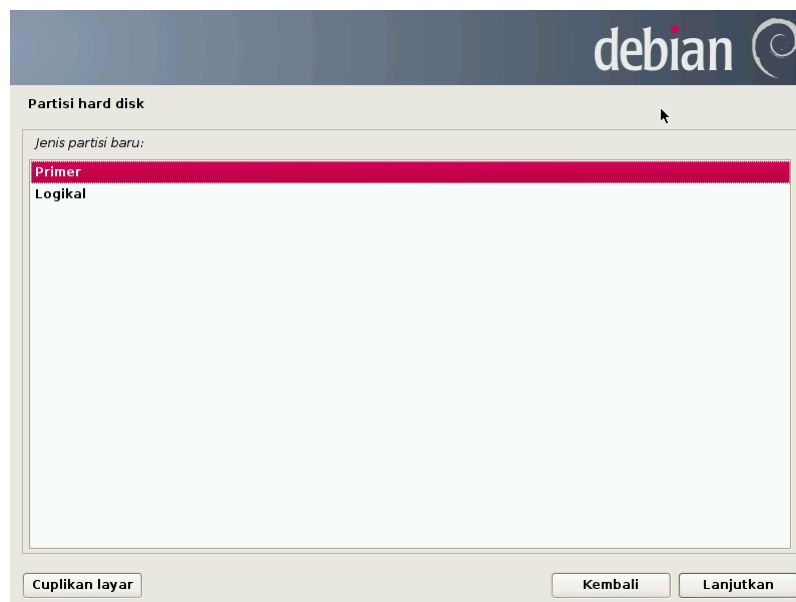 debian
Partisi hard disk
Jenis partisi baru:
Primer
Logikal
Cuplikan layar
Kembali
Lanjutkan